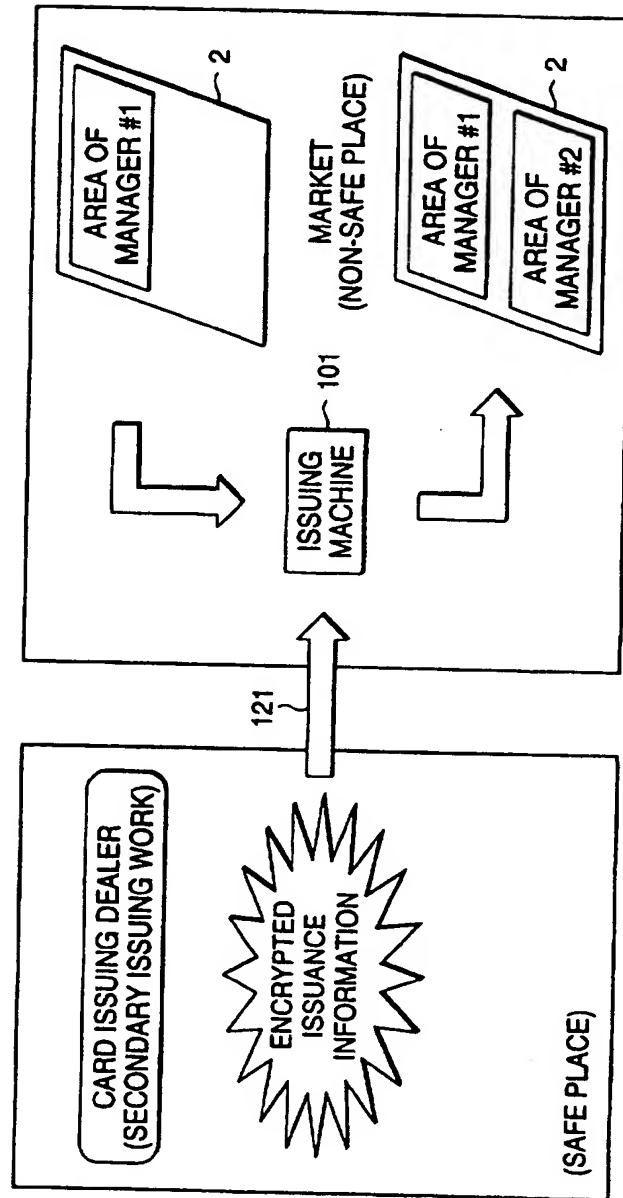 CARD ISSUING DEALER
(SECONDARY ISSUING WORK)
ENCRYPTED
ISSUANCE
INFORMATION
(SAFE PLACE)
121
ISSUING
MACHINE
101
AREA OF
MANAGER #1
2
MARKET
(NON-SAFE PLACE)
AREA OF
MANAGER #1
AREA OF
MANAGER #2
2